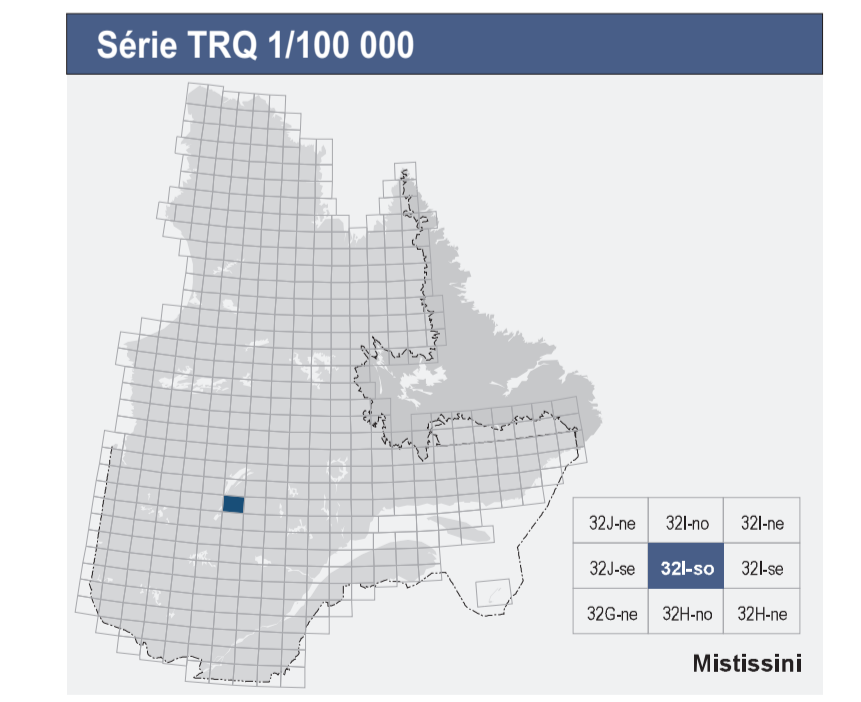 Série TRQ 1/100 000
32J-ne 32I-no 32I-ne
32J-se 32I-so 32I-se
32G-ne 32H-no 32H-ne
Mistissini